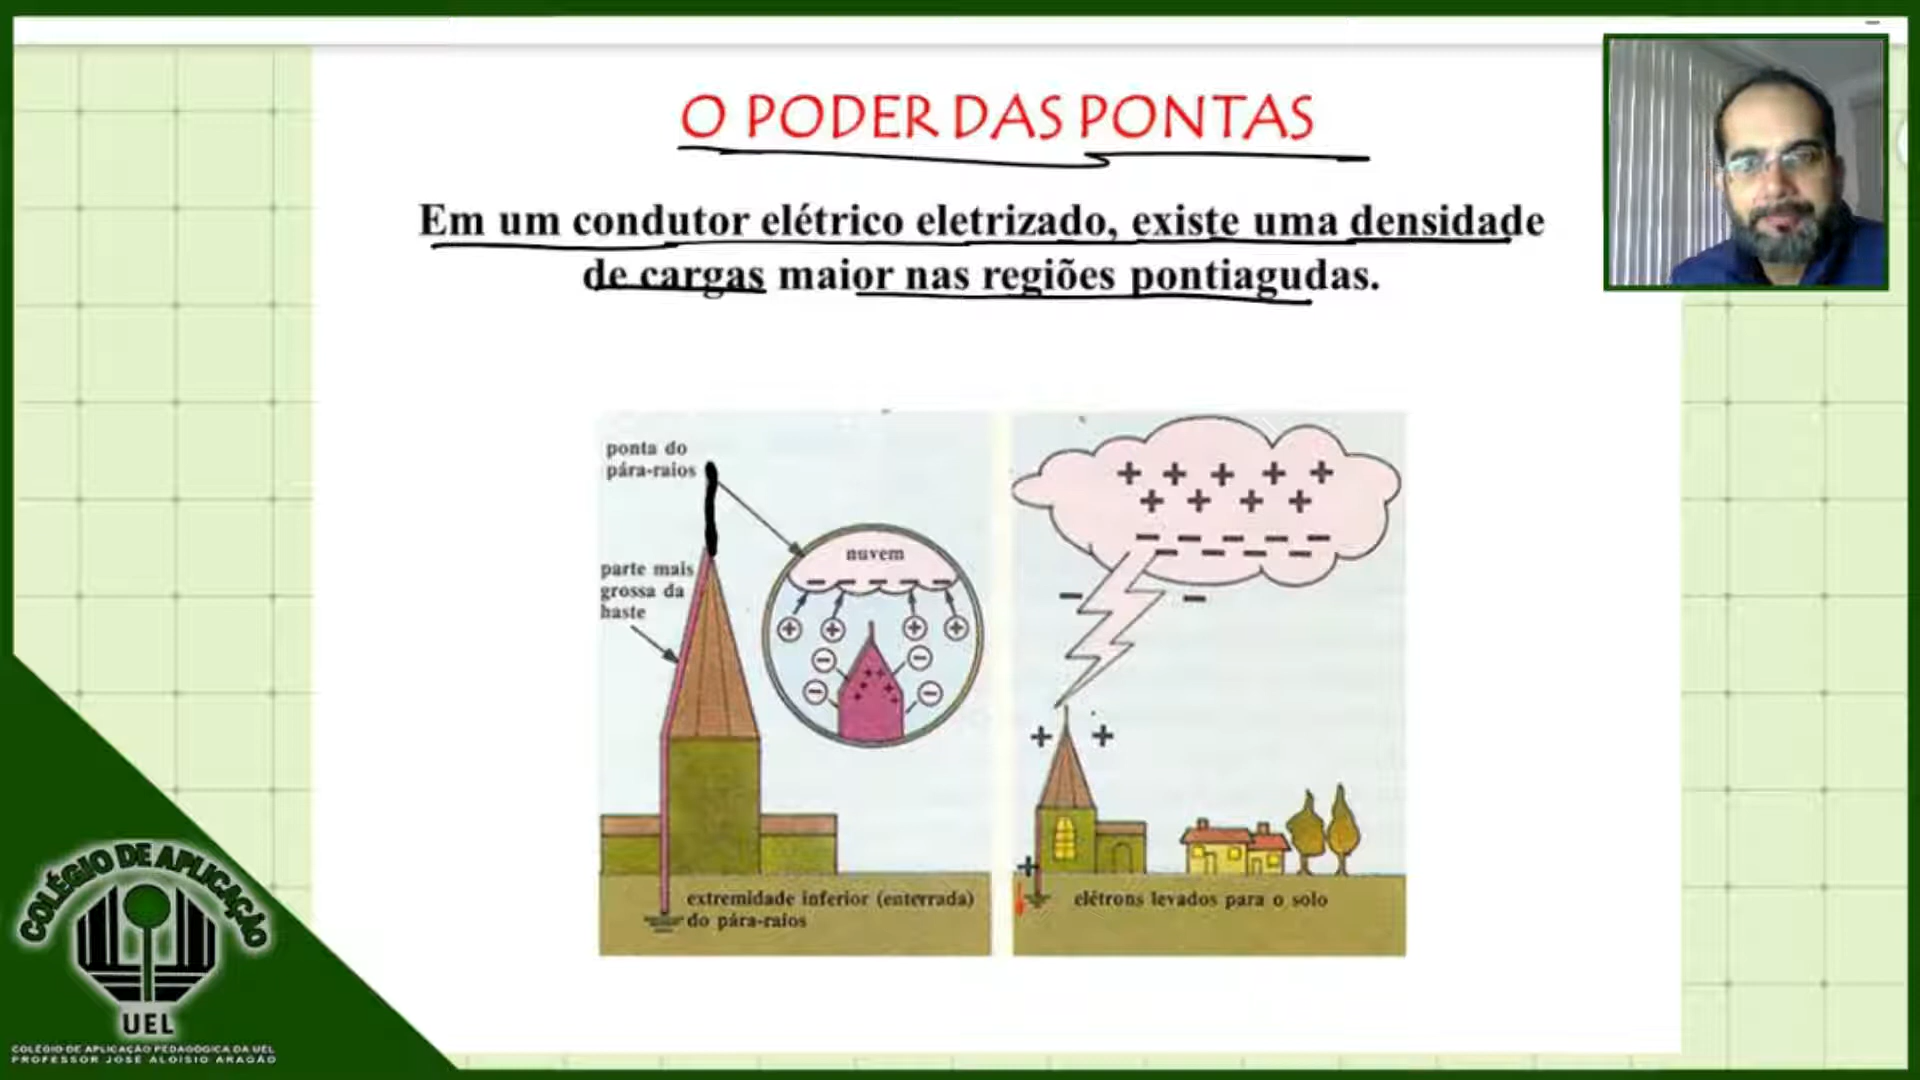 O PODER DAS PONTAS
Em um condutor elétrico eletrizado, existe uma densidade
de cargas maior nas regiões pontiagudas.
ponta do
pára-raios
parte mais
grossa da
haste
nuvem
extremidade inferior (enterrada)
do pára-raios
elétrons levados para o solo
COLÉGIO DE APLICAÇÃO
UEL
COLÉGIO DE APLICAÇÃO PEDAGÓGICA DA UEL
PROFESSOR JOSÉ ALOÍSIO ARAGÃO